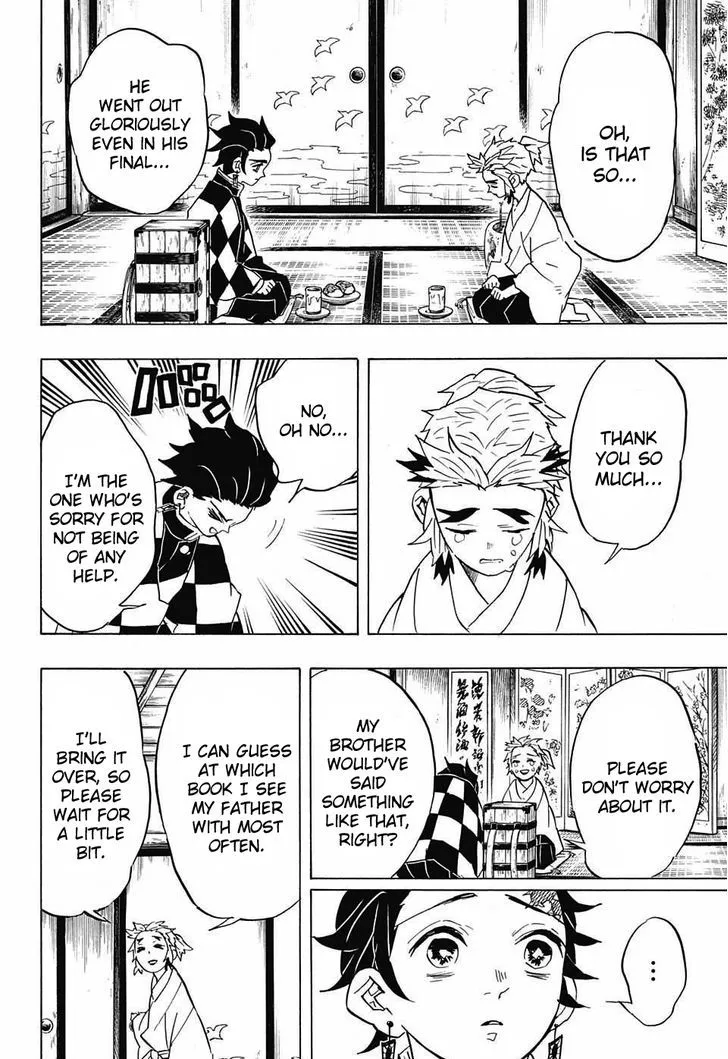 OH,
IS THAT
SO...
HE
WENT OUT
GLORIOUSLY
EVEN IN HIS
FINAL...
THANK
YOU SO
MUCH...
NO,
OH NO...
I'M THE
ONE WHO'S
SORRY FOR
NOT BEING
OF ANY
HELP.
PLEASE
DON'T WORRY
ABOUT IT.
MY
BROTHER
WOULD'VE
SAID
SOMETHING
LIKE THAT,
RIGHT?
...
I CAN GUESS
AT WHICH
BOOK I SEE
MY FATHER
WITH MOST
OFTEN.
I'LL
BRING IT
OVER, SO
PLEASE
WAIT FOR
A LITTLE
BIT.